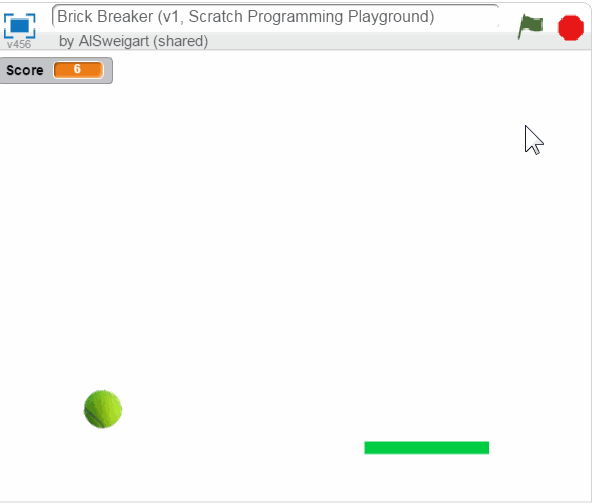 Brick Breaker (v1, Scratch Programming Playground)
v456
by AlSweigart (shared)
Score 6